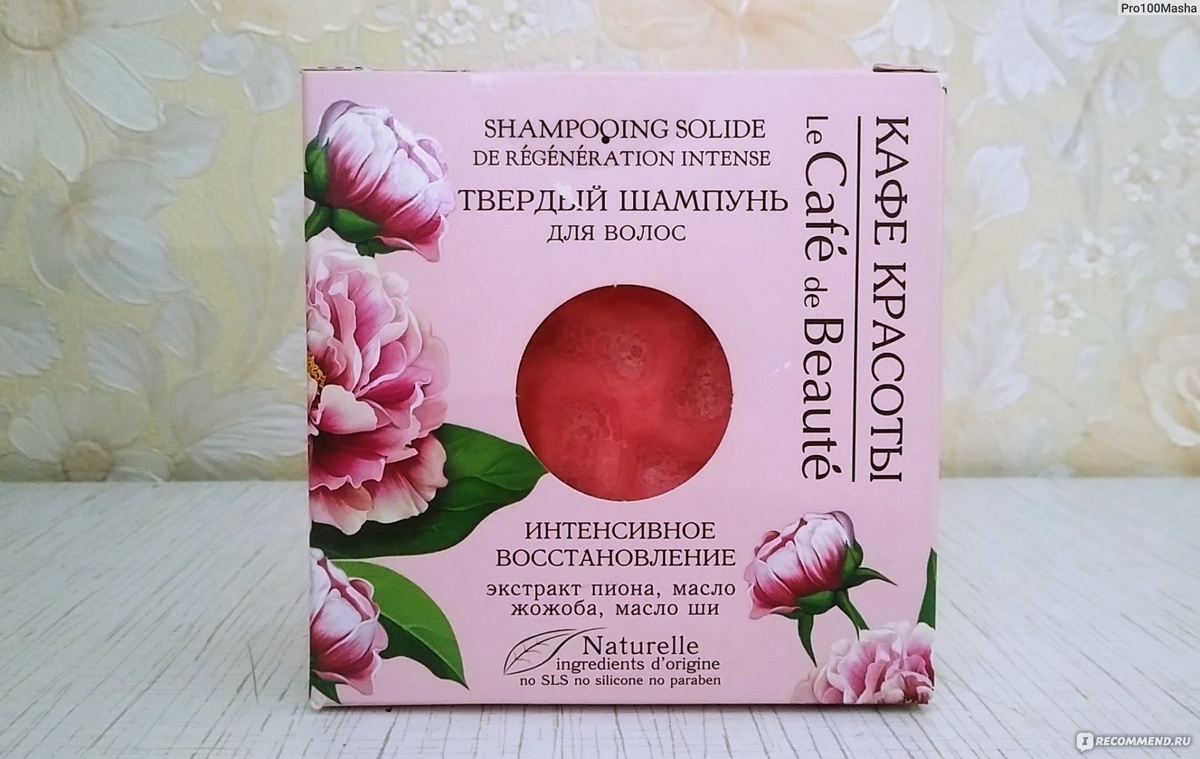 Pro100Masha
SHAMPOOING SOLIDE
DE RÉGÉNÉRATION INTENSE
ТВЕРДЫЙ ШАМПУНЬ
ДЛЯ ВОЛОС
КАФЕ КРАСОТЫ
Le Café de Beauté
ИНТЕНСИВНОЕ
ВОССТАНОВЛЕНИЕ
экстракт пиона, масло
жожоба, масло ши
Naturelle
ingredients d'origine
no SLS no silicone no paraben
IRECOMMEND.RU